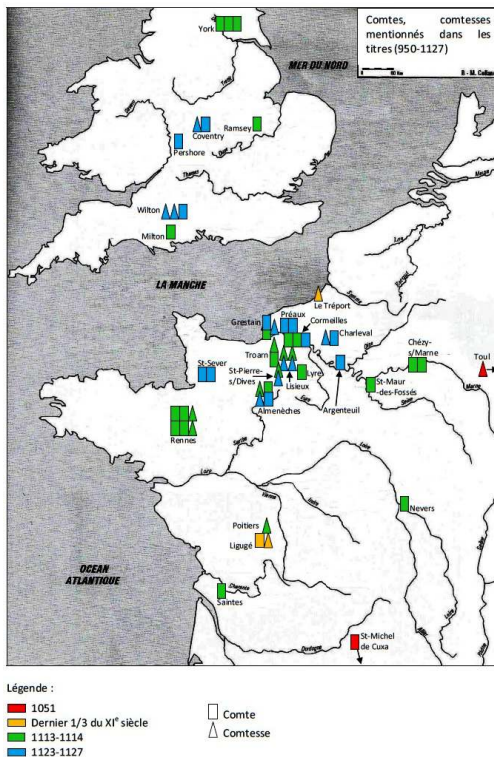 Comtes, comtesses
mentionnés dans les
titres (950-1127)
York
MER DU NORD
Coventry
Ramsey
Pershore
Wilton
Milton
LA MANCHE
Le Tréport
Préaux
Grestain
Cormeilles
Charleval
Troarn
Chézy-
s/Marne
Toul
St-Sever
St-Pierre-
s/Dives
Lyre
Lisieux
St-Maur
-des-Fossés
Almenèches
Argenteuil
Rennes
Loire
Nevers
Poitiers
Ligugé
OCEAN
ATLANTIQUE
Charente
Saintes
Dordogne
St-Michel
de Cuxa
Légende :
1051
Dernier 1/3 du XIᵉ siècle
1113-1114
1123-1127
Comte
Comtesse